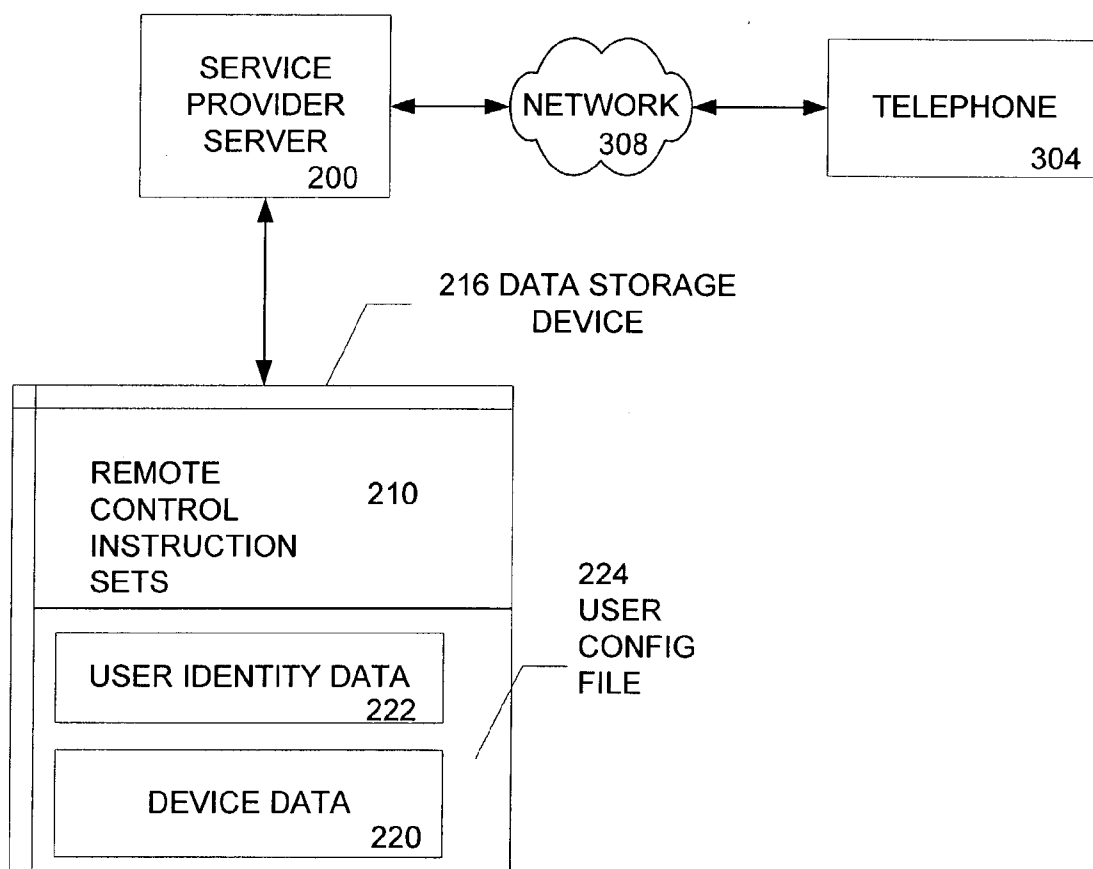 SERVICE
PROVIDER
SERVER
200
NETWORK
308
TELEPHONE
304
216 DATA STORAGE
DEVICE
REMOTE
CONTROL
INSTRUCTION
SETS
210
224
USER
CONFIG
FILE
USER IDENTITY DATA
222
DEVICE DATA
220